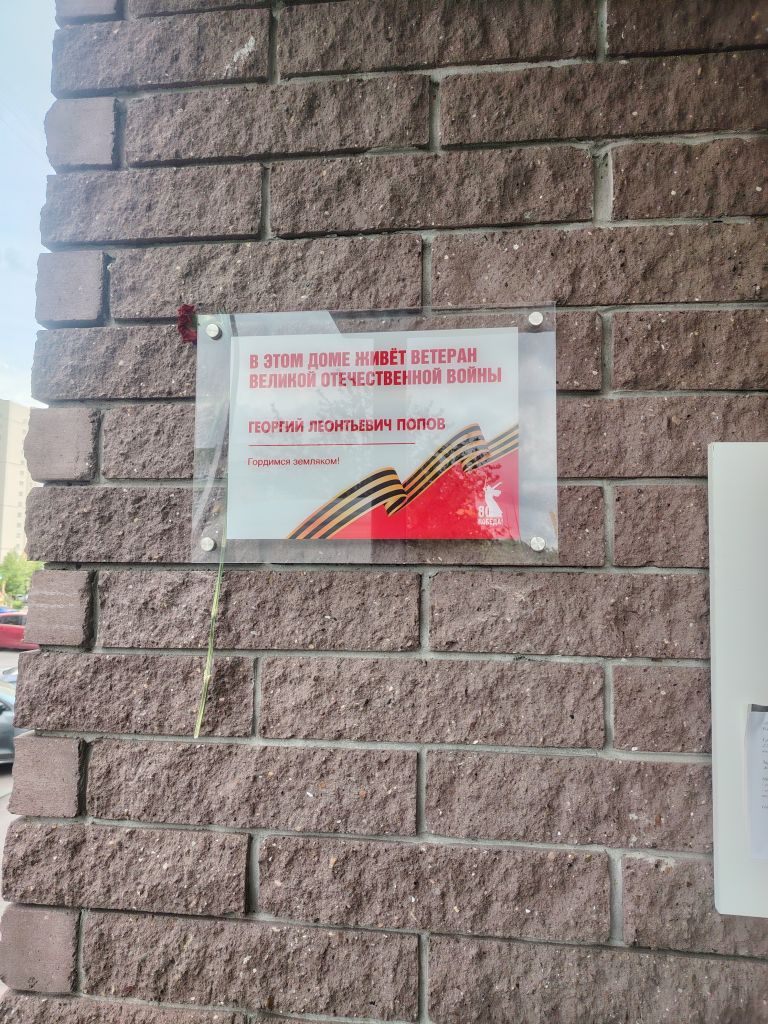 В ЭТОМ ДОМЕ ЖИВЁТ ВЕТЕРАН
ВЕЛИКОЙ ОТЕЧЕСТВЕННОЙ ВОЙНЫ
ГЕОРГИЙ ЛЕОНТЬЕВИЧ ПОПОВ
Гордимся земляком!
80
ПОБЕДА!